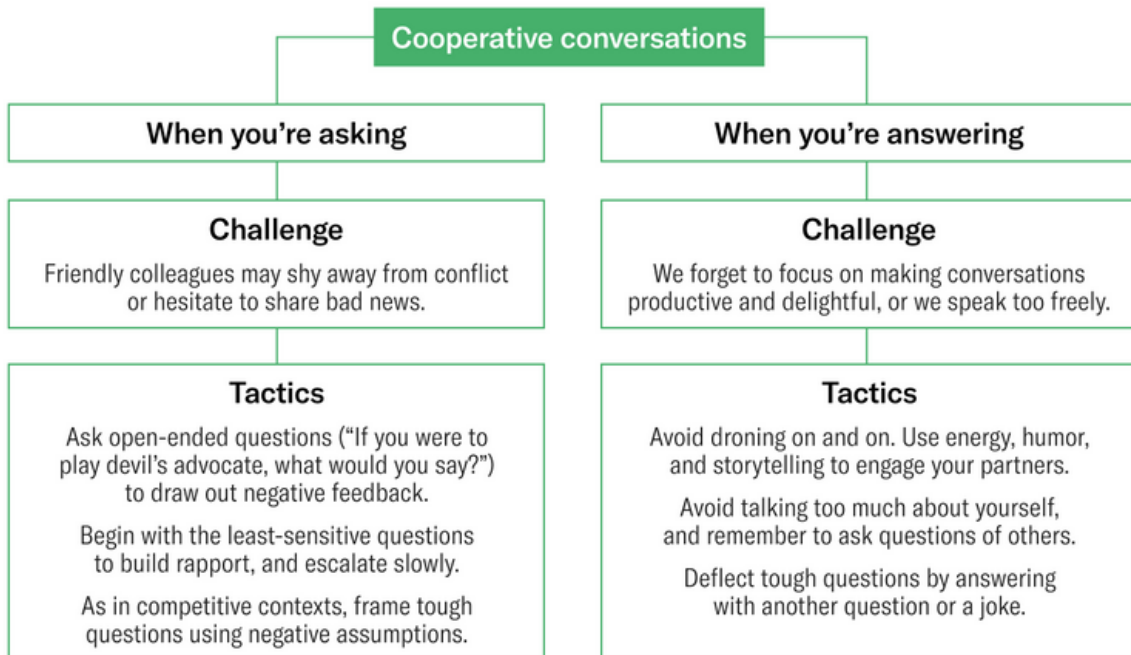 Cooperative conversations
When you’re asking
Challenge
Friendly colleagues may shy away from conflict
or hesitate to share bad news.
Tactics
Ask open-ended questions (“If you were to
play devil’s advocate, what would you say?”)
to draw out negative feedback.
Begin with the least-sensitive questions
to build rapport, and escalate slowly.
As in competitive contexts, frame tough
questions using negative assumptions.
When you’re answering
Challenge
We forget to focus on making conversations
productive and delightful, or we speak too freely.
Tactics
Avoid droning on and on. Use energy, humor,
and storytelling to engage your partners.
Avoid talking too much about yourself,
and remember to ask questions of others.
Deflect tough questions by answering
with another question or a joke.